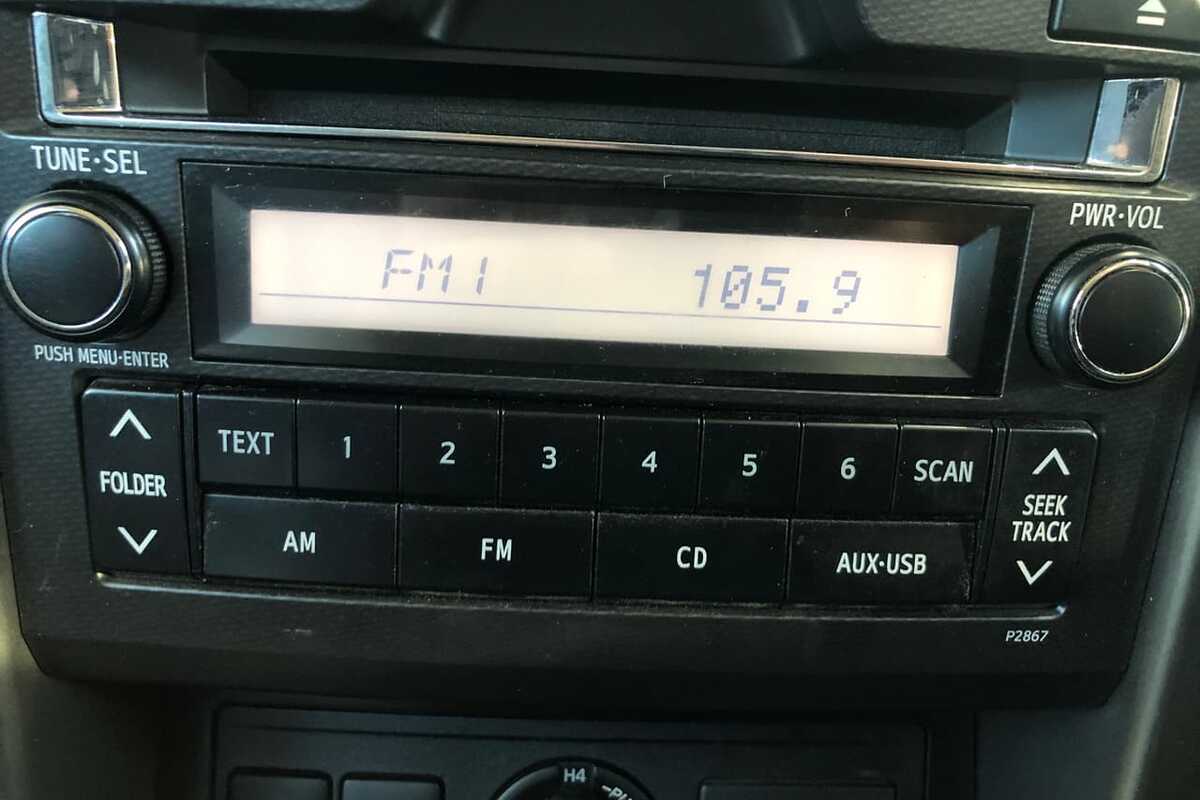 TUNE·SEL
PWR·VOL
FM1 105.9
PUSH MENU·ENTER
FOLDER
TEXT 1 2 3 4 5 6 SCAN
SEEK
TRACK
AM FM CD AUX·USB
P2867
H4